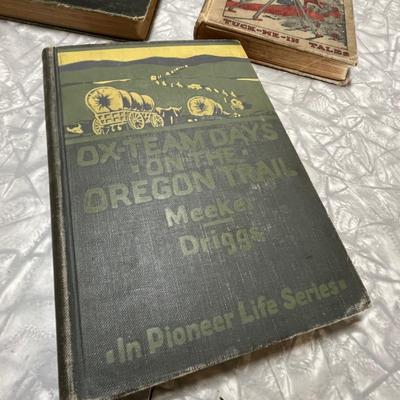 TUCK-ME-IN TALES
OX-TEAM DAYS
·ON·THE·
OREGON TRAIL
Meeker
Driggs
·In Pioneer Life Series·